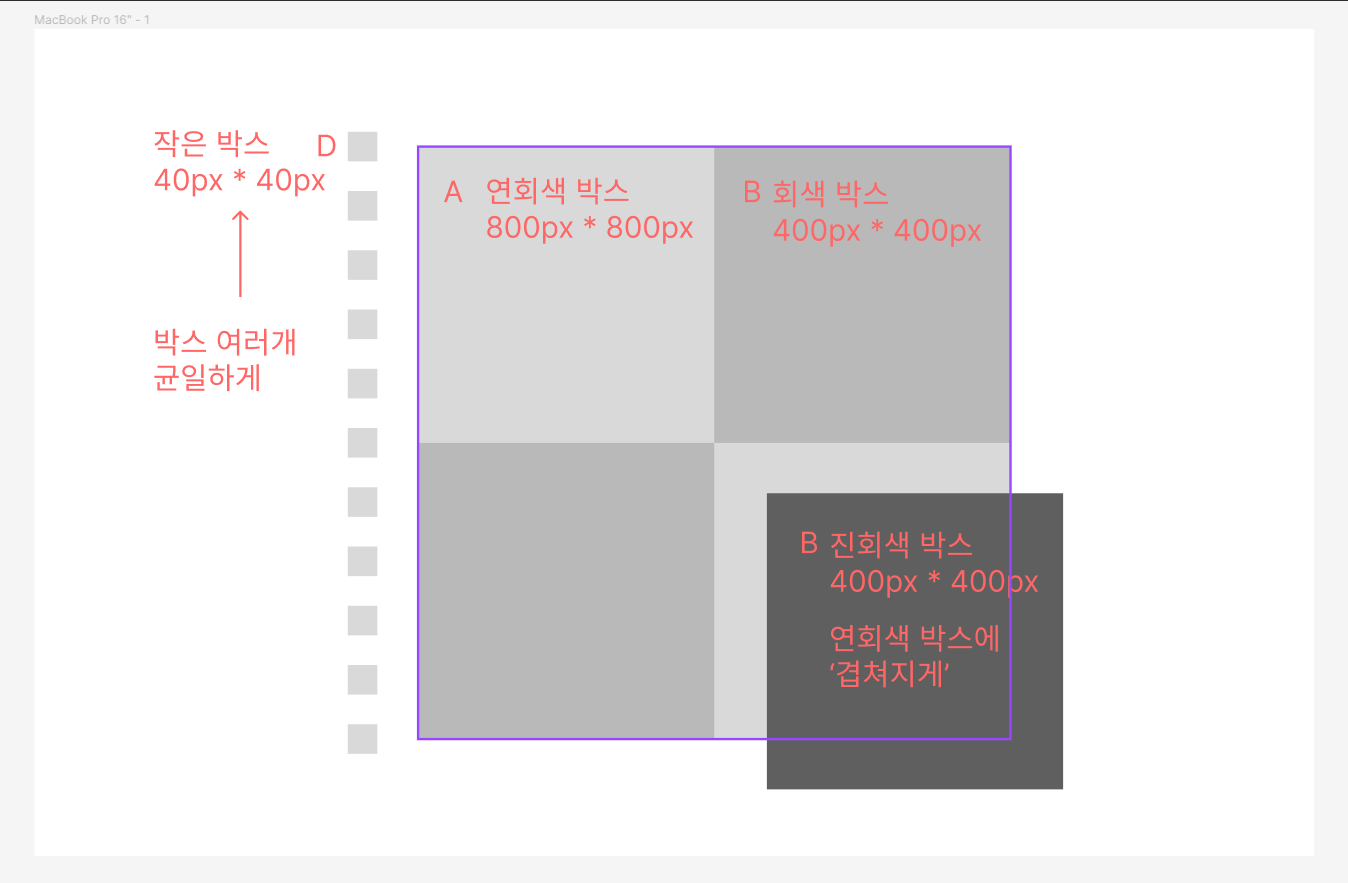 MacBook Pro 16" - 1
작은 박스
40px * 40px
D
박스 여러개
균일하게
A
연회색 박스
800px * 800px
B
회색 박스
400px * 400px
B
진회색 박스
400px * 400px
연회색 박스에
‘겹쳐지게’